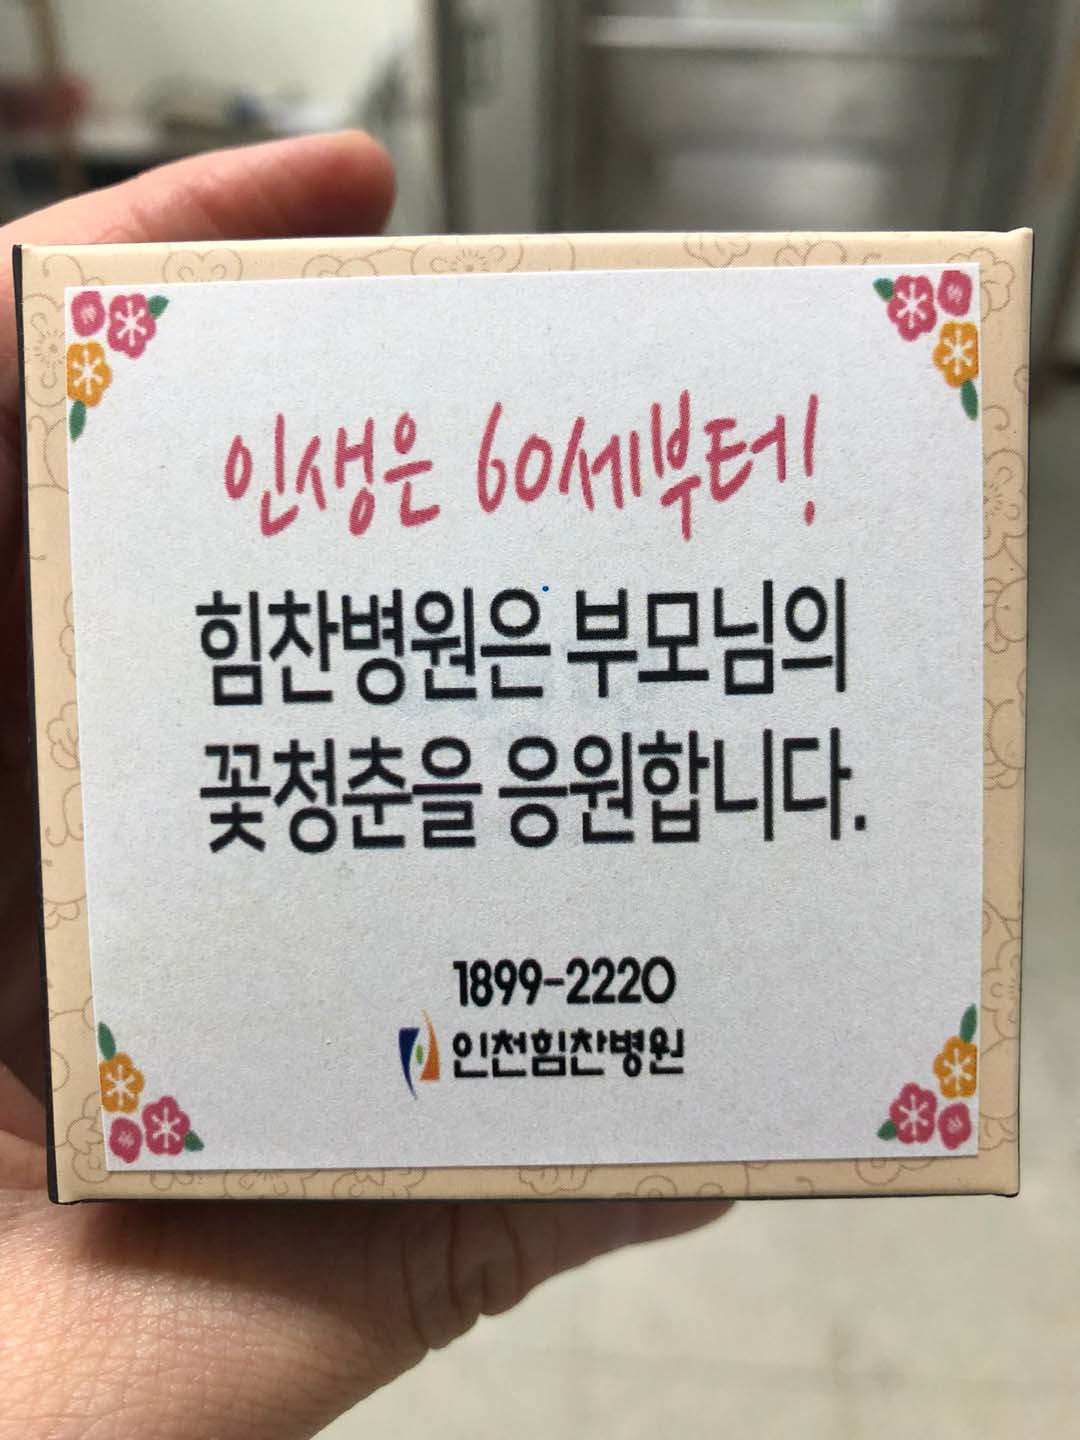 인생은 60세부터!
힘찬병원은 부모님의
꽃청춘을 응원합니다.
1899-2220
인천힘찬병원